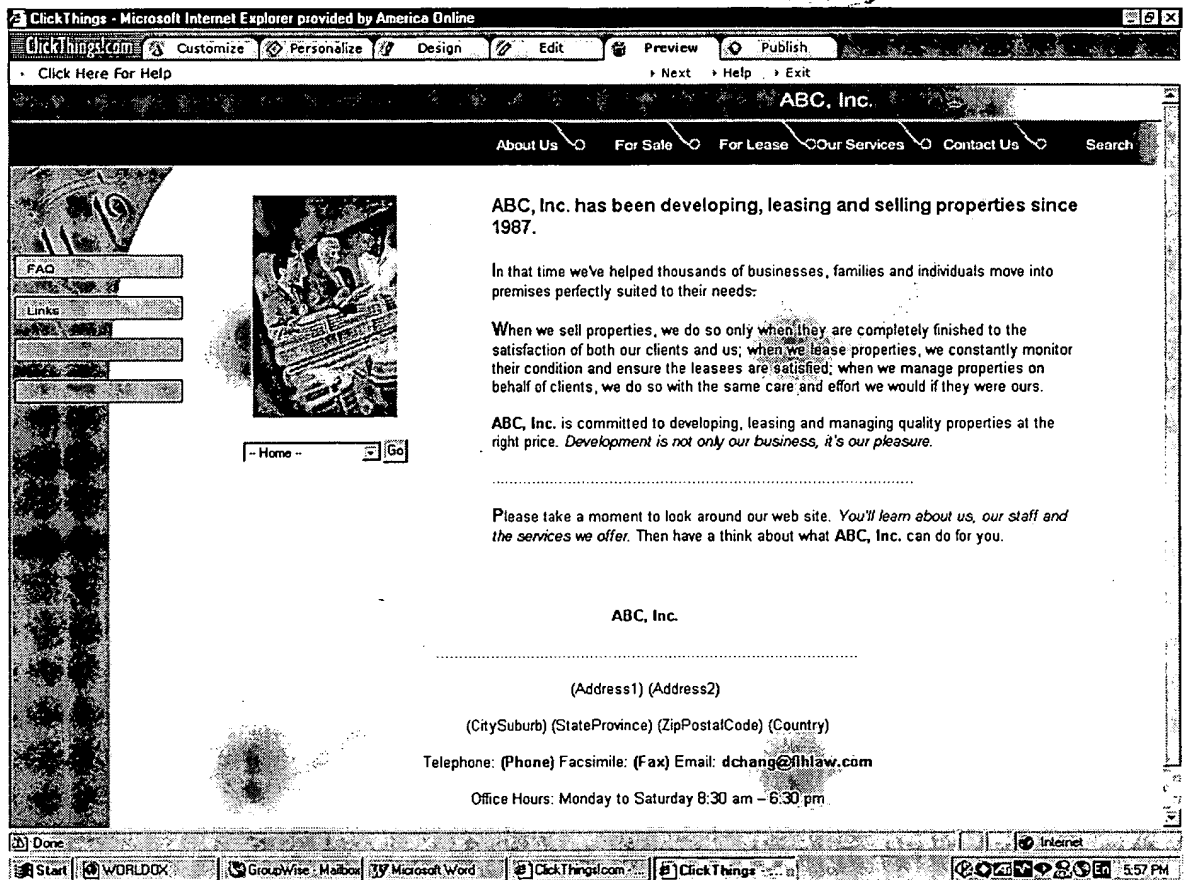 ClickThings - Microsoft Internet Explorer provided by America Online
ClickThings!com Customize Personalize Design Edit Preview Publish
Click Here For Help Next Help Exit
ABC, Inc.
About Us For Sale For Lease Our Services Contact Us Search
ABC, Inc. has been developing, leasing and selling properties since
1987.
FAQ
In that time we've helped thousands of businesses, families and individuals move into
premises perfectly suited to their needs.
Links
When we sell properties, we do so only when they are completely finished to the
satisfaction of both our clients and us; when we lease properties, we constantly monitor
their condition and ensure the leasees are satisfied; when we manage properties on
behalf of clients, we do so with the same care and effort we would if they were ours.
ABC, Inc. is committed to developing, leasing and managing quality properties at the
right price. Development is not only our business, it's our pleasure.
-- Home -- Go
Please take a moment to look around our web site. You'll learn about us, our staff and
the services we offer. Then have a think about what ABC, Inc. can do for you.
ABC, Inc.
(Address1) (Address2)
(CitySuburb) (StateProvince) (ZipPostalCode) (Country)
Telephone: (Phone) Facsimile: (Fax) Email: dchang@flhlaw.com
Office Hours: Monday to Saturday 8:30 am – 6:30 pm
Done Internet
Start WORLDOX GroupWise - Mailbox Microsoft Word ClickThings!com ... ClickThings - ... En 5:57 PM